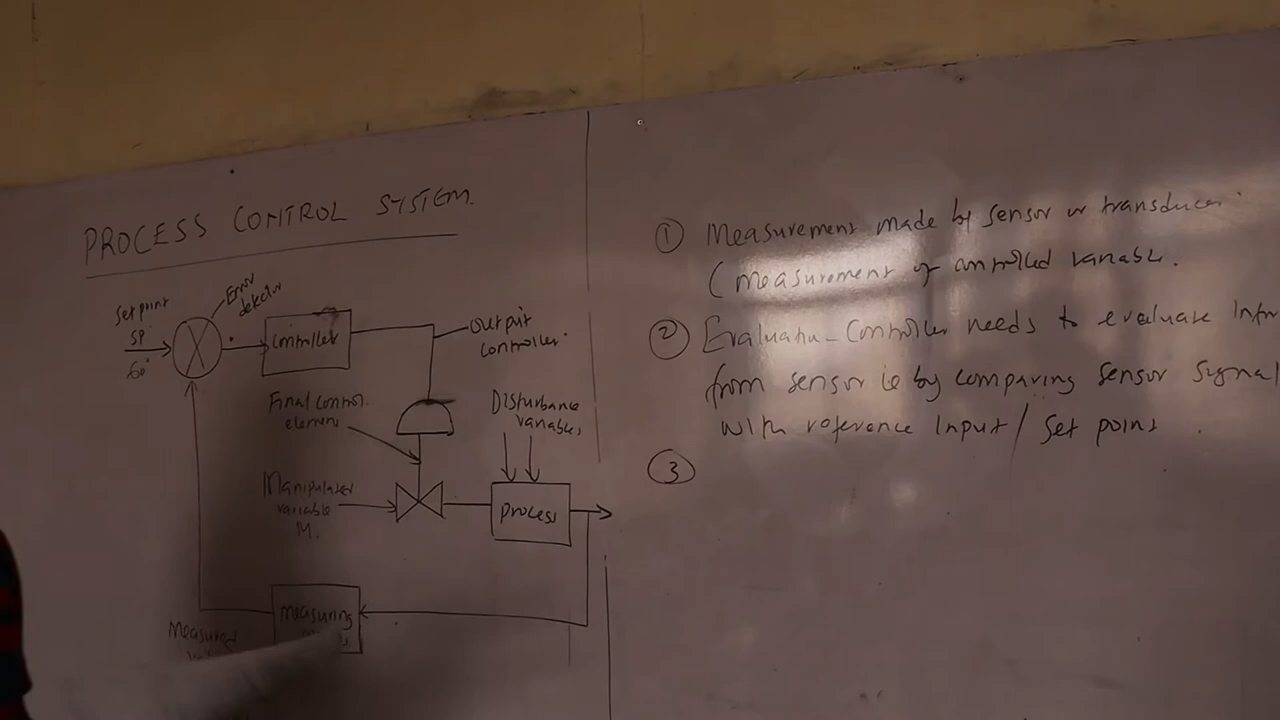 PROCESS CONTROL SYSTEM.
Set point
SP
60°
Error
detector
Controller
Output
controller.
Final control.
element
Disturbance
variables
Manipulated
variable
M.
process
Measuring
Measured
① Measurement made by sensor or transducer.
(Measurement of controlled variable.
② Evaluation - Controller needs to evaluate infor
from sensor ie by comparing sensor signal
with reference input / set point.
③